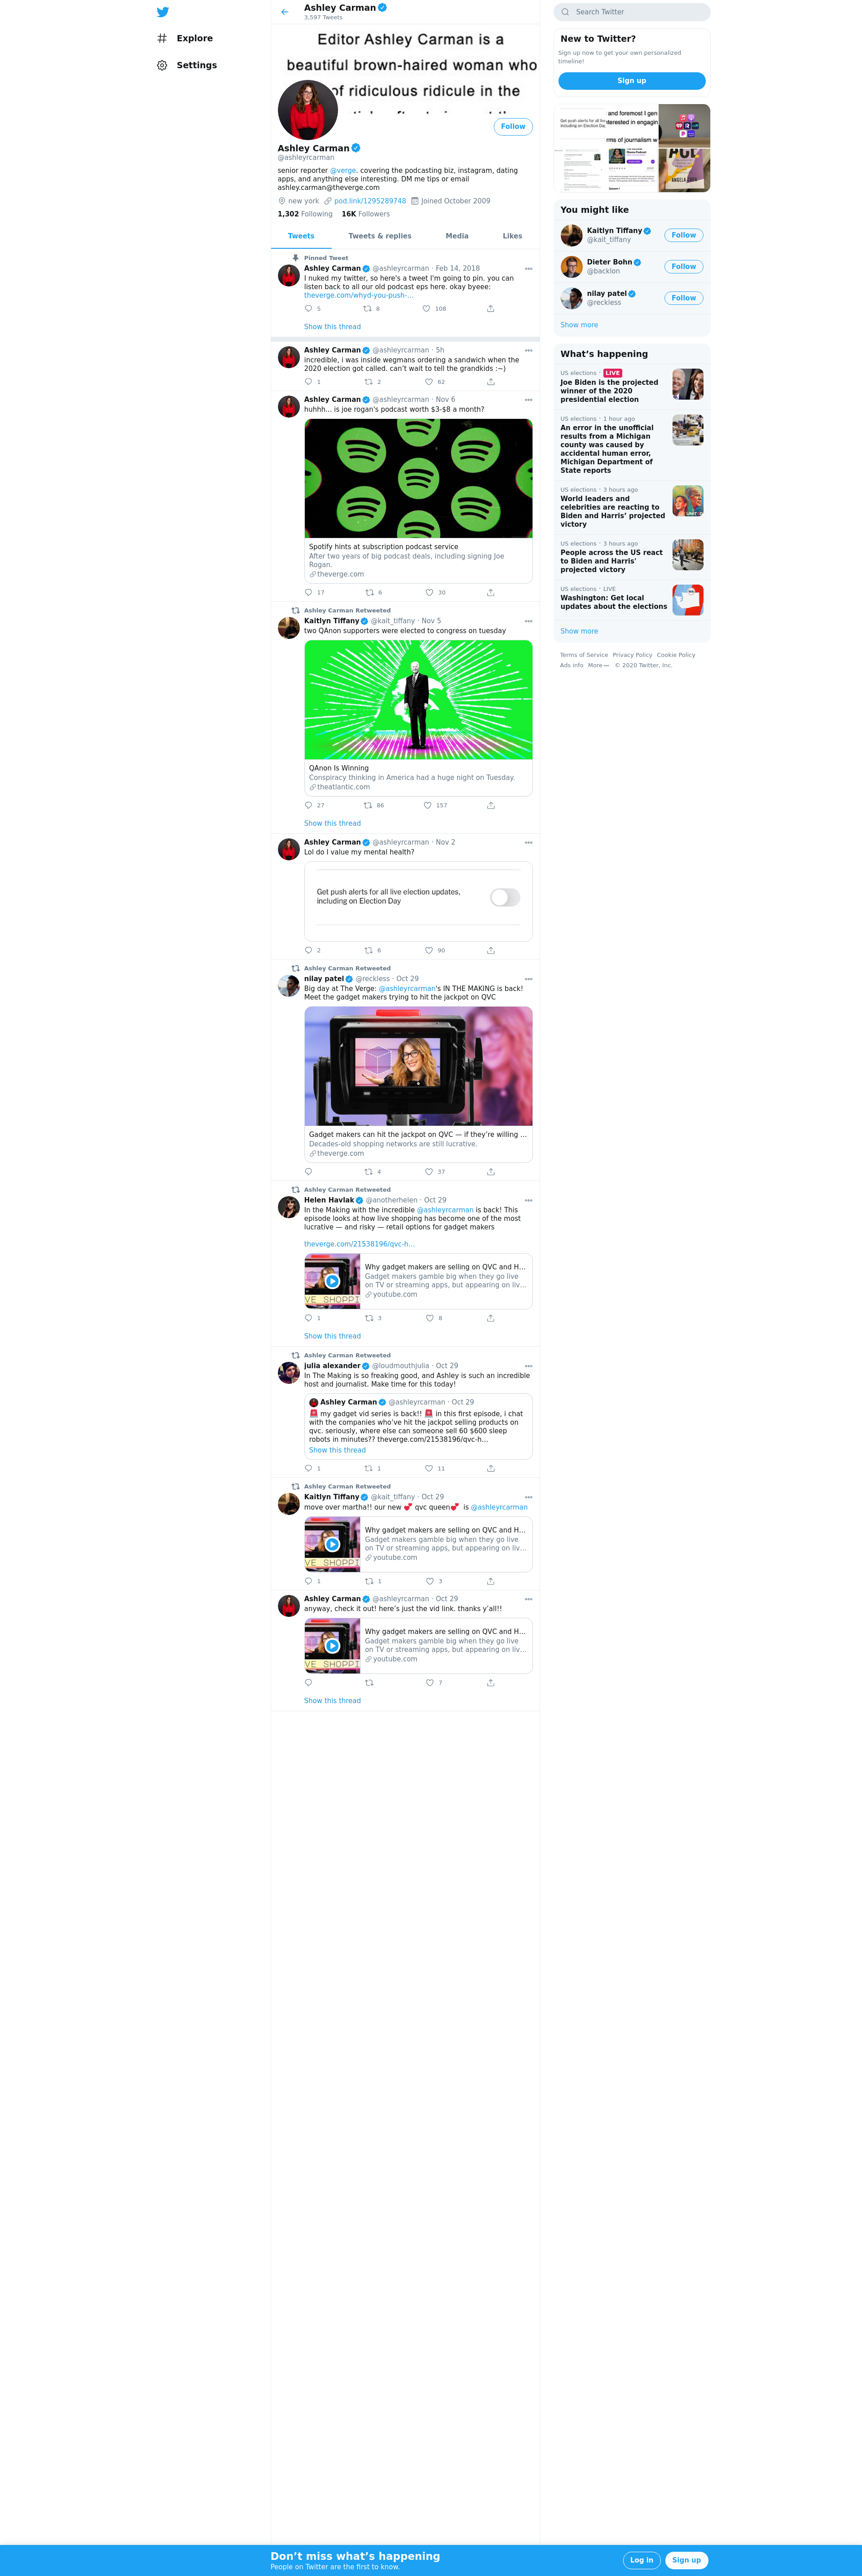 Explore
Settings
Ashley Carman
3,597 Tweets
Editor Ashley Carman is a
beautiful brown-haired woman who
of ridiculous ridicule in the
Follow
Ashley Carman
@ashleyrcarman
senior reporter @verge. covering the podcasting biz, instagram, dating
apps, and anything else interesting. DM me tips or email
ashley.carman@theverge.com
new york pod.link/1295289748 Joined October 2009
1,302 Following 16K Followers
Tweets
Tweets & replies
Media
Likes
Pinned Tweet
Ashley Carman @ashleyrcarman · Feb 14, 2018
I nuked my twitter, so here's a tweet I'm going to pin. you can
listen back to all our old podcast eps here. okay byeee:
theverge.com/whyd-you-push-…
5 8 108
Show this thread
Ashley Carman @ashleyrcarman · 5h
incredible, i was inside wegmans ordering a sandwich when the
2020 election got called. can't wait to tell the grandkids :~)
1 2 62
Ashley Carman @ashleyrcarman · Nov 6
huhhh... is joe rogan's podcast worth $3-$8 a month?
Spotify hints at subscription podcast service
After two years of big podcast deals, including signing Joe
Rogan.
theverge.com
17 6 30
Ashley Carman Retweeted
Kaitlyn Tiffany @kait_tiffany · Nov 5
two QAnon supporters were elected to congress on tuesday
QAnon Is Winning
Conspiracy thinking in America had a huge night on Tuesday.
theatlantic.com
27 86 157
Show this thread
Ashley Carman @ashleyrcarman · Nov 2
Lol do I value my mental health?
Get push alerts for all live election updates,
including on Election Day
2 6 90
Ashley Carman Retweeted
nilay patel @reckless · Oct 29
Big day at The Verge: @ashleyrcarman's IN THE MAKING is back!
Meet the gadget makers trying to hit the jackpot on QVC
Gadget makers can hit the jackpot on QVC — if they're willing …
Decades-old shopping networks are still lucrative.
theverge.com
4 37
Ashley Carman Retweeted
Helen Havlak @anotherhelen · Oct 29
In the Making with the incredible @ashleyrcarman is back! This
episode looks at how live shopping has become one of the most
lucrative — and risky — retail options for gadget makers
theverge.com/21538196/qvc-h…
VE SHOPPI
Why gadget makers are selling on QVC and H…
Gadget makers gamble big when they go live
on TV or streaming apps, but appearing on liv…
youtube.com
1 3 8
Show this thread
Ashley Carman Retweeted
julia alexander @loudmouthjulia · Oct 29
In The Making is so freaking good, and Ashley is such an incredible
host and journalist. Make time for this today!
Ashley Carman @ashleyrcarman · Oct 29
🚨 my gadget vid series is back!! 🚨 in this first episode, i chat
with the companies who've hit the jackpot selling products on
qvc. seriously, where else can someone sell 60 $600 sleep
robots in minutes?? theverge.com/21538196/qvc-h…
Show this thread
1 1 11
Ashley Carman Retweeted
Kaitlyn Tiffany @kait_tiffany · Oct 29
move over martha!! our new 💕 qvc queen💕 is @ashleyrcarman
VE SHOPPI
Why gadget makers are selling on QVC and H…
Gadget makers gamble big when they go live
on TV or streaming apps, but appearing on liv…
youtube.com
1 1 3
Ashley Carman @ashleyrcarman · Oct 29
anyway, check it out! here's just the vid link. thanks y'all!!
VE SHOPPI
Why gadget makers are selling on QVC and H…
Gadget makers gamble big when they go live
on TV or streaming apps, but appearing on liv…
youtube.com
7
Show this thread
Search Twitter
New to Twitter?
Sign up now to get your own personalized
timeline!
Sign up
You might like
Kaitlyn Tiffany
@kait_tiffany
Follow
Dieter Bohn
@backlon
Follow
nilay patel
@reckless
Follow
Show more
What's happening
US elections · LIVE
Joe Biden is the projected
winner of the 2020
presidential election
US elections · 1 hour ago
An error in the unofficial
results from a Michigan
county was caused by
accidental human error,
Michigan Department of
State reports
US elections · 3 hours ago
World leaders and
celebrities are reacting to
Biden and Harris' projected
victory
US elections · 3 hours ago
People across the US react
to Biden and Harris'
projected victory
US elections · LIVE
Washington: Get local
updates about the elections
Show more
Terms of Service Privacy Policy Cookie Policy
Ads info More © 2020 Twitter, Inc.
Don't miss what's happening
People on Twitter are the first to know.
Log in
Sign up